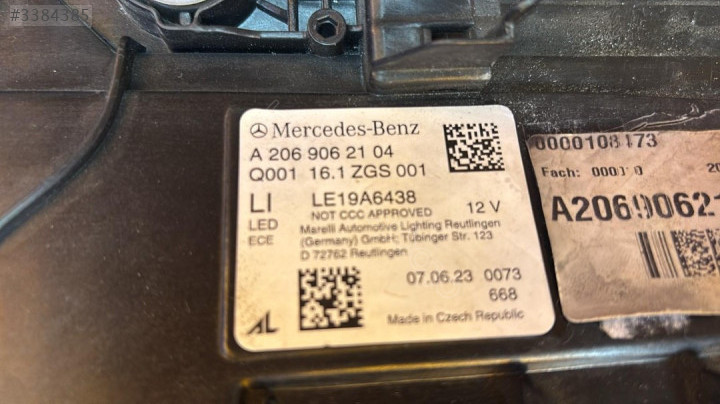 #3384385
Mercedes-Benz
A 206 906 21 04
Q001 16.1 ZGS 001
LI LE19A6438
LED NOT CCC APPROVED 12 V
ECE Marelli Automotive Lighting Reutlingen
(Germany) GmbH; Tübinger Str. 123
D 72762 Reutlingen
07.06.23 0073
668
AL Made in Czech Republic
Fach:
20
A2069062